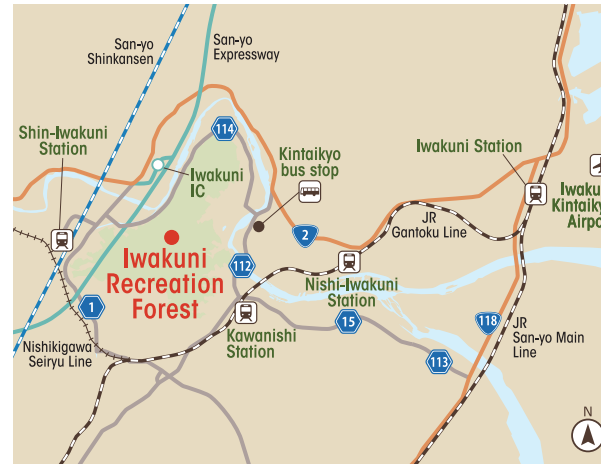 San-yo
Shinkansen
San-yo
Expressway
Shin-Iwakuni
Station
114
Iwakuni
IC
Kintaikyo
bus stop
Iwakuni Station
Iwaku
Kintaiky
Airpo
2
JR
Gantoku Line
Iwakuni
Recreation
Forest
112
Nishi-Iwakuni
Station
1
Kawanishi
Station
15
118
JR
San-yo Main
Line
Nishikigawa
Seiryu Line
113
N